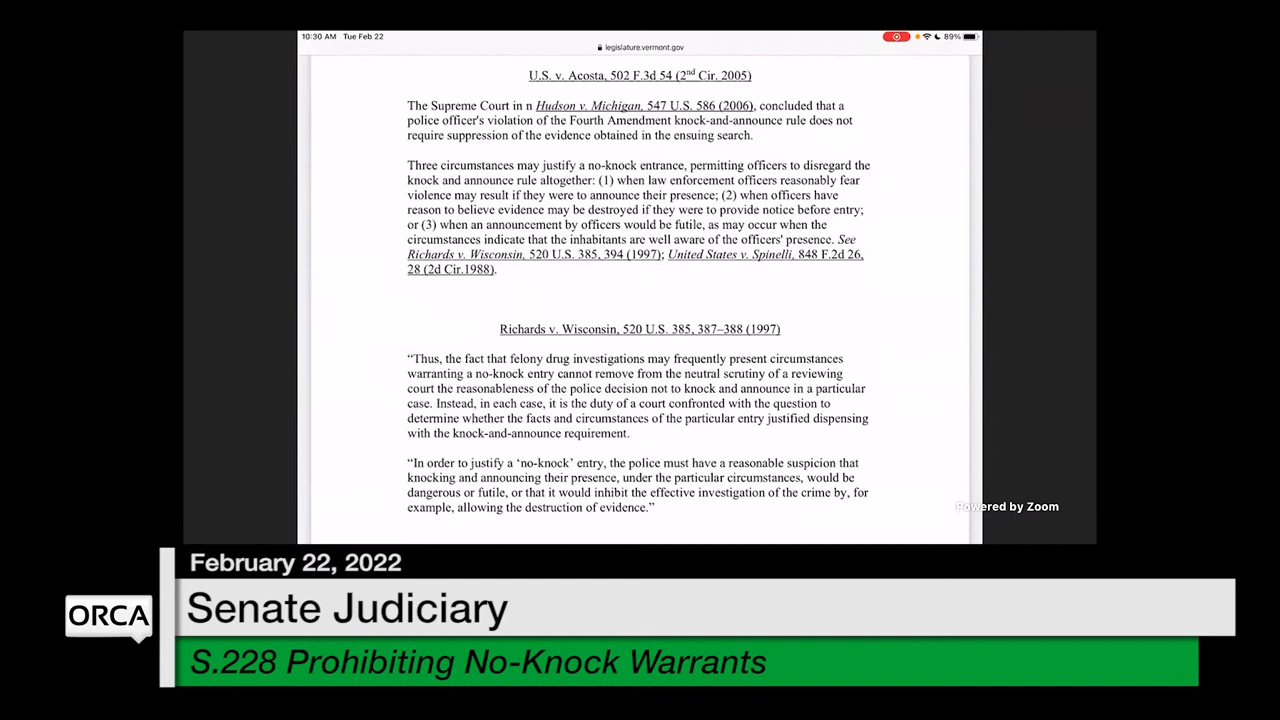 10:30 AM Tue Feb 22
89%
legislature.vermont.gov
U.S. v. Acosta, 502 F.3d 54 (2nd Cir. 2005)
The Supreme Court in n Hudson v. Michigan, 547 U.S. 586 (2006), concluded that a
police officer's violation of the Fourth Amendment knock-and-announce rule does not
require suppression of the evidence obtained in the ensuing search.
Three circumstances may justify a no-knock entrance, permitting officers to disregard the
knock and announce rule altogether: (1) when law enforcement officers reasonably fear
violence may result if they were to announce their presence; (2) when officers have
reason to believe evidence may be destroyed if they were to provide notice before entry;
or (3) when an announcement by officers would be futile, as may occur when the
circumstances indicate that the inhabitants are well aware of the officers' presence. See
Richards v. Wisconsin, 520 U.S. 385, 394 (1997); United States v. Spinelli, 848 F.2d 26,
28 (2d Cir.1988).
Richards v. Wisconsin, 520 U.S. 385, 387–388 (1997)
“Thus, the fact that felony drug investigations may frequently present circumstances
warranting a no-knock entry cannot remove from the neutral scrutiny of a reviewing
court the reasonableness of the police decision not to knock and announce in a particular
case. Instead, in each case, it is the duty of a court confronted with the question to
determine whether the facts and circumstances of the particular entry justified dispensing
with the knock-and-announce requirement.
“In order to justify a ‘no-knock’ entry, the police must have a reasonable suspicion that
knocking and announcing their presence, under the particular circumstances, would be
dangerous or futile, or that it would inhibit the effective investigation of the crime by, for
example, allowing the destruction of evidence.”
Powered by Zoom
February 22, 2022
ORCA
Senate Judiciary
S.228 Prohibiting No-Knock Warrants